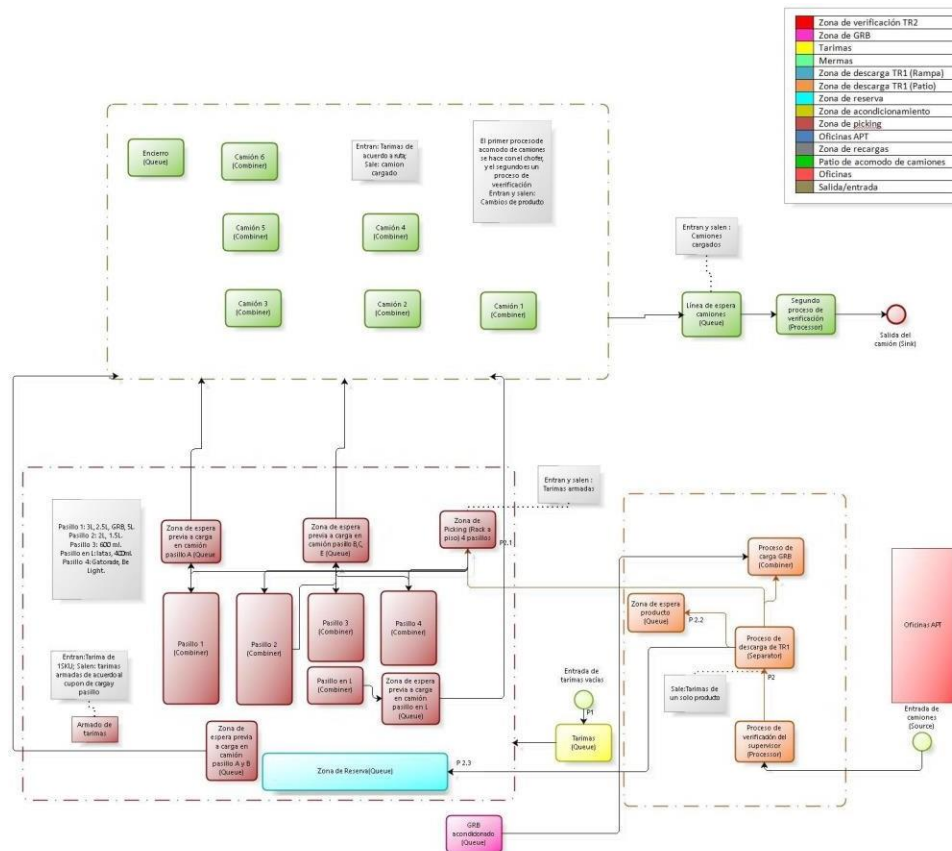 Zona de verificación TR2
Zona de GRB
Tarimas
Mermas
Zona de descarga TR1 (Rampa)
Zona de descarga TR1 (Patio)
Zona de reserva
Zona de acondicionamiento
Zona de picking
Oficinas APT
Zona de recargas
Patio de acomodo de camiones
Oficinas
Salida/entrada
Encierro
(Queue)
Camión 6
(Combiner)
Entran: Tarimas de
acuerdo a ruta;
Sale: camion
cargado
El primer procesode
acomodo de camiones
se hace con el chofer,
y el segundo es un
proceso de
veerificación
Entran y salen:
Cambios de producto
Camión 5
(Combiner)
Camión 4
(Combiner)
Camión 3
(Combiner)
Camión 2
(Combiner)
Camión 1
(Combiner)
Entran y salen :
Camiones
cargados
Línea de espera
camiones
(Queue)
Segundo
proceso de
verificación
(Processor)
Salida del
camión (Sink)
Pasillo 1: 3L, 2.5L, GRB, 5L.
Pasillo 2: 2L, 1.5L.
Pasillo 3: 600 ml.
Pasillo en L:latas, 400ml.
Pasillo 4: Gatorade, Be
Light.
Zona de espera
previa a carga
en camión
pasillo A (Queue
Zona de espera
previa a carga en
camión pasillo B,C,
E (Queue)
Zona de
Picking (Rack a
piso) 4 pasillos
P2.1
Entran y salen :
Tarimas armadas
Pasillo 1
(Combiner)
Pasillo 2
(Combiner)
Pasillo 3
(Combiner)
Pasillo 4
(Combiner)
Pasillo en L
(Combiner)
Zona de espera
previa a carga
en camión
pasillo en L
(Queue)
Entran:Tarima de
1SKU; Salen: tarimas
armadas de acuerdoal
cupon de carga y
pasillo
Armado de
tarimas
Zona de
espera previa
a carga en
camión
pasillo A y B
(Queue)
Zona de Reserva(Queue)
P 2.3
Entrada de
tarimas vacías
P1
Tarimas
(Queue)
GRB
acondicionado
(Queue)
Proceso de
carga GRB
(Combiner)
Zona de espera
producto
(Queue)
P 2.2
Proceso de
descarga de TR1
(Separator)
P2
Sale:Tarimas de
un solo producto
Proceso de
verificación del
supervisor
(Processor)
Oficinas APT
Entrada de
camiones
(Source)